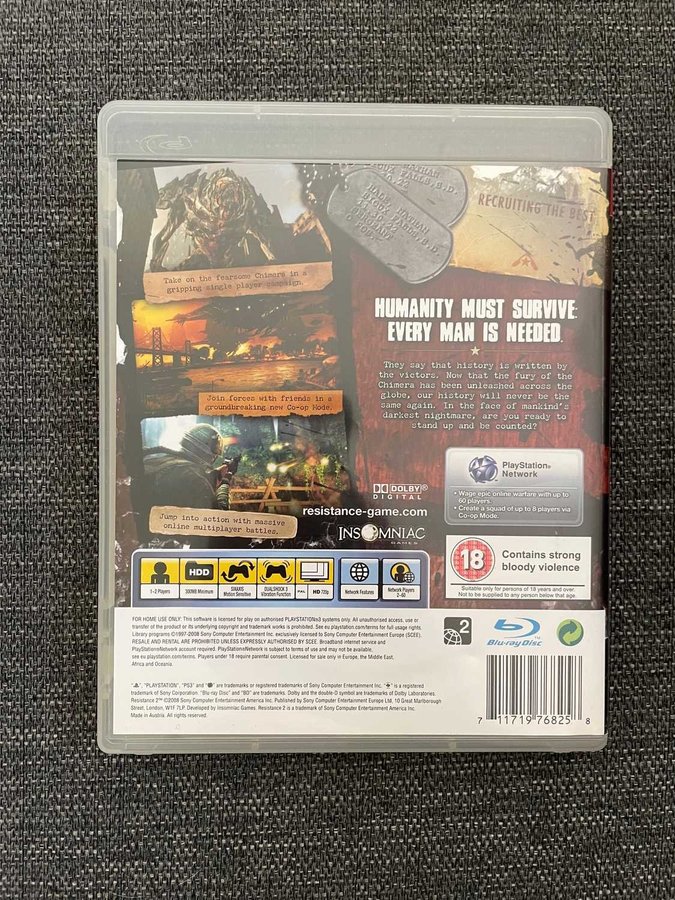 RECRUITING THE BEST
Take on the fearsome Chimera in a
gripping single player campaign.
HUMANITY MUST SURVIVE.
EVERY MAN IS NEEDED.
They say that history is written by
the victors. Now that the fury of the
Chimera has been unleashed across the
globe, our history will never be the
same again. In the face of mankind's
darkest nightmare, are you ready to
stand up and be counted?
Join forces with friends in a
groundbreaking new Co-op Mode.
Jump into action with massive
online multiplayer battles.
DOLBY®
DIGITAL
resistance-game.com
INSOMNIAC
GAMES
PlayStation®
Network
• Wage epic online warfare with up to
60 players.
• Create a squad of up to 8 players via
Co-op Mode.
18
Contains strong
bloody violence
Suitable only for persons of 18 years and over.
Not to be supplied to any person below that age.
HDD
PAL
HD 720p
1-2 Players
300MB Minimum
SIXAXIS
Motion Sensitive
DUALSHOCK 3
Vibration Function
Network Features
Network Players
2-60
FOR HOME USE ONLY: This software is licensed for play on authorised PLAYSTATION®3 systems only. All unauthorised access, use or
transfer of the product or its underlying copyright and trademark works is prohibited. See eu.playstation.com/terms for full usage rights.
Library programs ©1997-2008 Sony Computer Entertainment Inc. exclusively licensed to Sony Computer Entertainment Europe (SCEE).
RESALE AND RENTAL ARE PROHIBITED UNLESS EXPRESSLY AUTHORISED BY SCEE. Broadband internet service and
PlayStation®Network account required. PlayStation®Network is subject to terms of use and may not be available,
see eu.playstation.com/terms. Players under 18 require parental consent. Licensed for sale only in Europe, the Middle East,
Africa and Oceania.
2
Blu-ray Disc
"PLAYSTATION", "PS3" and are trademarks or registered trademarks of Sony Computer Entertainment Inc. is a registered
trademark of Sony Corporation. "Blu-ray Disc" and "BD" are trademarks. Dolby and the double-D symbol are trademarks of Dolby Laboratories.
Resistance 2™©2008 Sony Computer Entertainment America Inc. Published by Sony Computer Entertainment Europe Ltd, 10 Great Marlborough
Street, London, W1F 7LP. Developed by Insomniac Games. Resistance 2 is a trademark of Sony Computer Entertainment America Inc.
Made in Austria. All rights reserved.
7 11719 76825 8